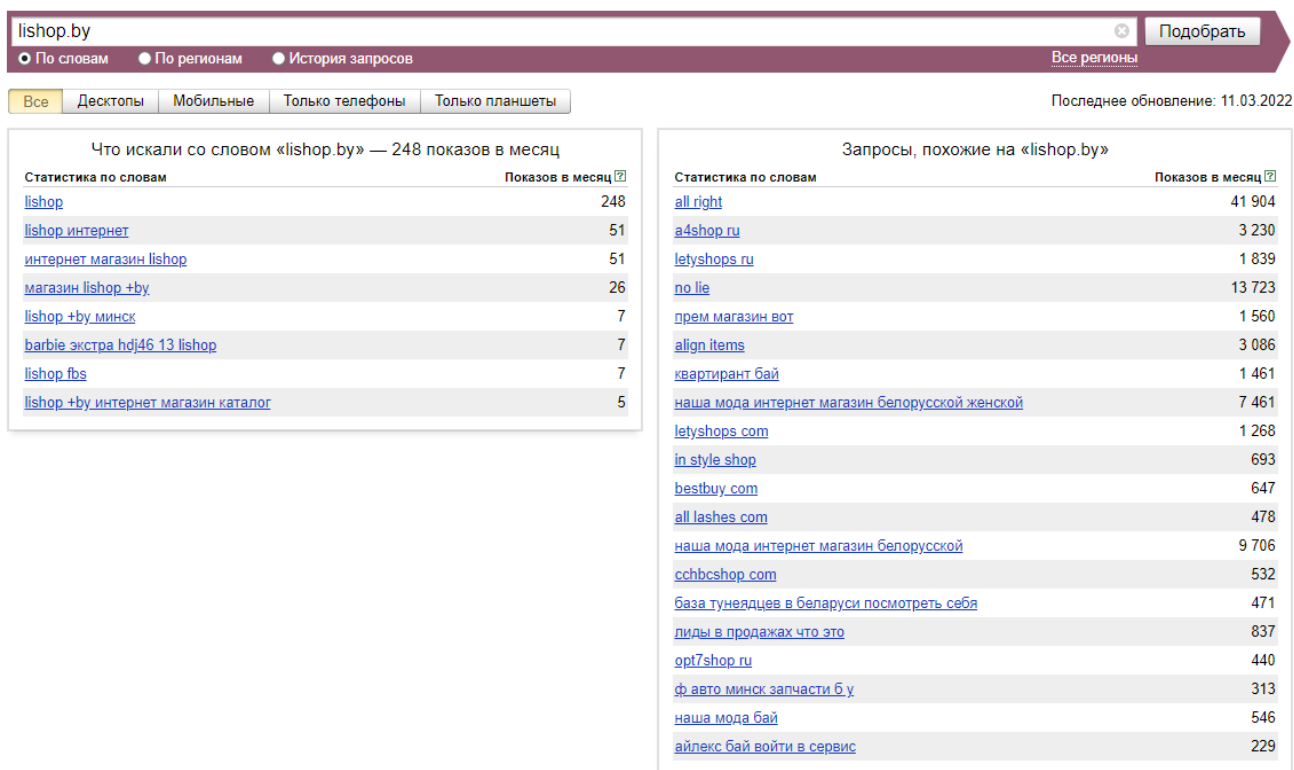 lishop.by Подобрать
По словам По регионам История запросов Все регионы
Все Десктопы Мобильные Только телефоны Только планшеты Последнее обновление: 11.03.2022
Что искали со словом «lishop.by» — 248 показов в месяц
Статистика по словам Показов в месяц ?
lishop 248
lishop интернет 51
интернет магазин lishop 51
магазин lishop +by 26
lishop +by минск 7
barbie экстра hdj46 13 lishop 7
lishop fbs 7
lishop +by интернет магазин каталог 5
Запросы, похожие на «lishop.by»
Статистика по словам Показов в месяц ?
all right 41 904
a4shop ru 3 230
letyshops ru 1 839
no lie 13 723
прем магазин вот 1 560
align items 3 086
квартирант бай 1 461
наша мода интернет магазин белорусской женской 7 461
letyshops com 1 268
in style shop 693
bestbuy com 647
all lashes com 478
наша мода интернет магазин белорусской 9 706
cchbcshop com 532
база тунеядцев в беларуси посмотреть себя 471
лиды в продажах что это 837
opt7shop ru 440
ф авто минск запчасти б у 313
наша мода бай 546
айлекс бай войти в сервис 229